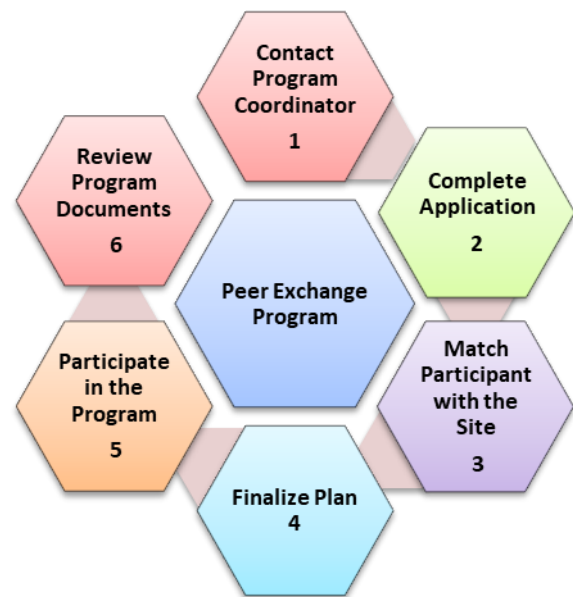 Contact
Program
Coordinator
1
Complete
Application
2
Match
Participant
with the
Site
3
Finalize Plan
4
Participate
in the
Program
5
Review
Program
Documents
6
Peer Exchange
Program